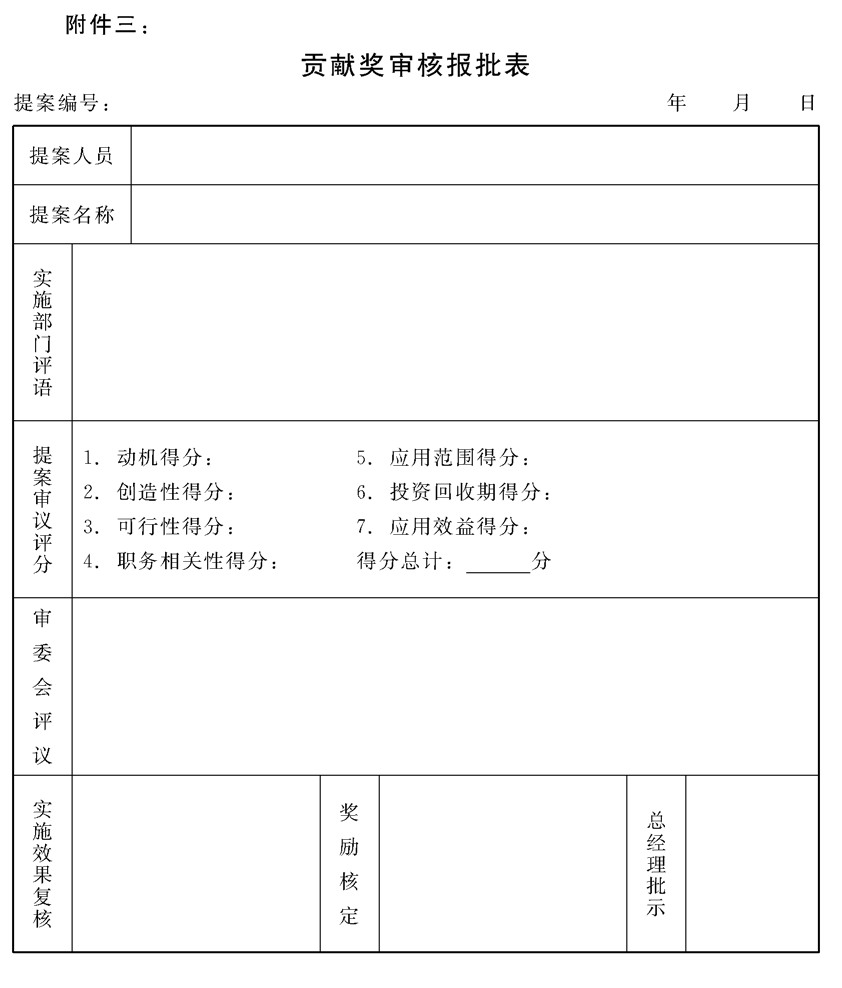 附件三：
贡献奖审核报批表
提案编号： 年 月 日
提案人员
提案名称
实施部门评语
提案审议评分
1. 动机得分： 5. 应用范围得分：
2. 创造性得分： 6. 投资回收期得分：
3. 可行性得分： 7. 应用效益得分：
4. 职务相关性得分： 得分总计：______分
审委会评议
实施效果复核
奖励核定
总经理批示